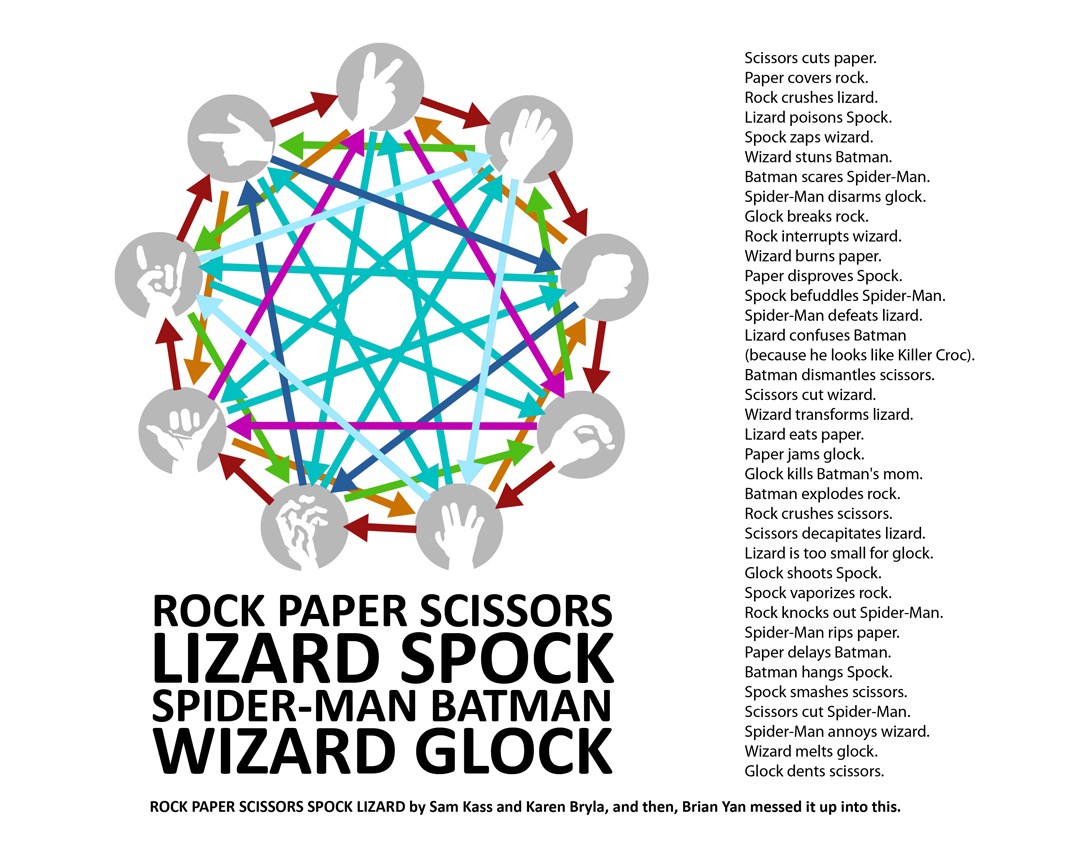 Scissors cuts paper.
Paper covers rock.
Rock crushes lizard.
Lizard poisons Spock.
Spock zaps wizard.
Wizard stuns Batman.
Batman scares Spider-Man.
Spider-Man disarms glock.
Glock breaks rock.
Rock interrupts wizard.
Wizard burns paper.
Paper disproves Spock.
Spock befuddles Spider-Man.
Spider-Man defeats lizard.
Lizard confuses Batman
(because he looks like Killer Croc).
Batman dismantles scissors.
Scissors cut wizard.
Wizard transforms lizard.
Lizard eats paper.
Paper jams glock.
Glock kills Batman's mom.
Batman explodes rock.
Rock crushes scissors.
Scissors decapitates lizard.
Lizard is too small for glock.
Glock shoots Spock.
Spock vaporizes rock.
Rock knocks out Spider-Man.
Spider-Man rips paper.
Paper delays Batman.
Batman hangs Spock.
Spock smashes scissors.
Scissors cut Spider-Man.
Spider-Man annoys wizard.
Wizard melts glock.
Glock dents scissors.
ROCK PAPER SCISSORS
LIZARD SPOCK
SPIDER-MAN BATMAN
WIZARD GLOCK
ROCK PAPER SCISSORS SPOCK LIZARD by Sam Kass and Karen Bryla, and then, Brian Yan messed it up into this.